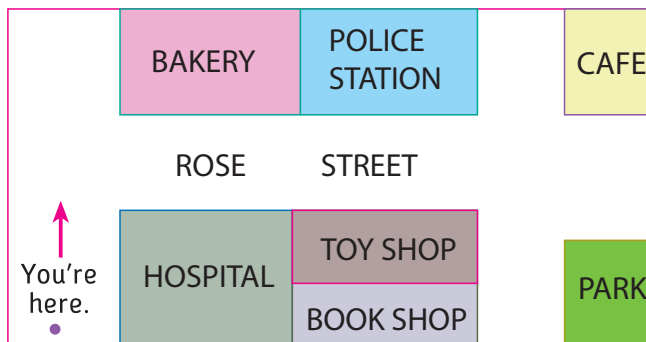 BAKERY
POLICE
STATION
CAFE
ROSE STREET
You're
here.
HOSPITAL
TOY SHOP
BOOK SHOP
PARK